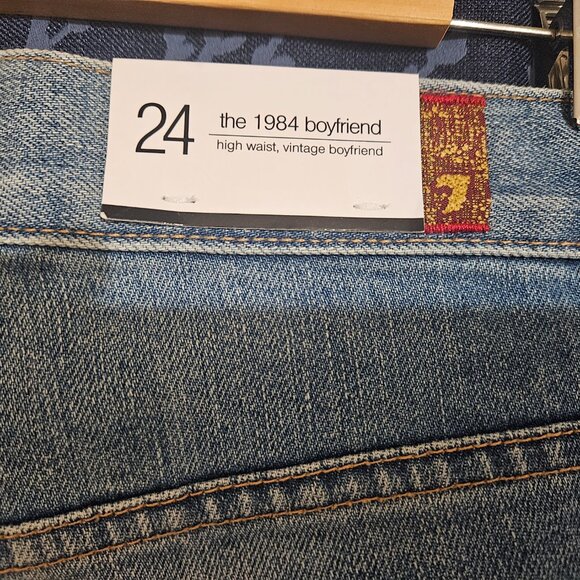 24
the 1984 boyfriend
high waist, vintage boyfriend